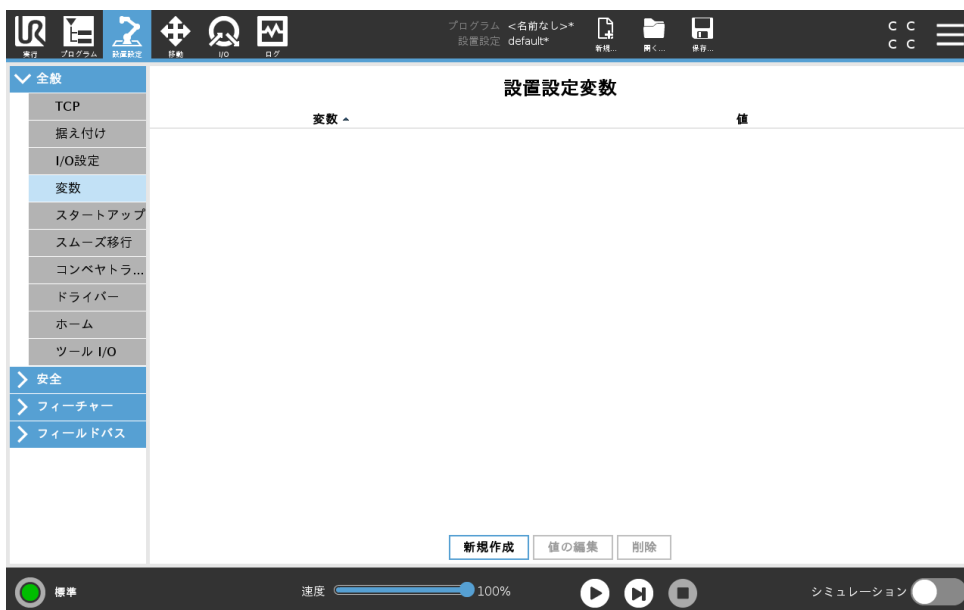 プログラム <名前なし>*
設置設定 default*
実行 プログラム 設置設定 移動 I/O ログ
新規... 開く... 保存...
C C
C C
全般
TCP
据え付け
I/O設定
変数
スタートアップ
スムーズ移行
コンベヤトラ...
ドライバー
ホーム
ツール I/O
安全
フィーチャー
フィールドバス
設置設定変数
変数 値
新規作成 値の編集 削除
標準
速度 100%
シミュレーション